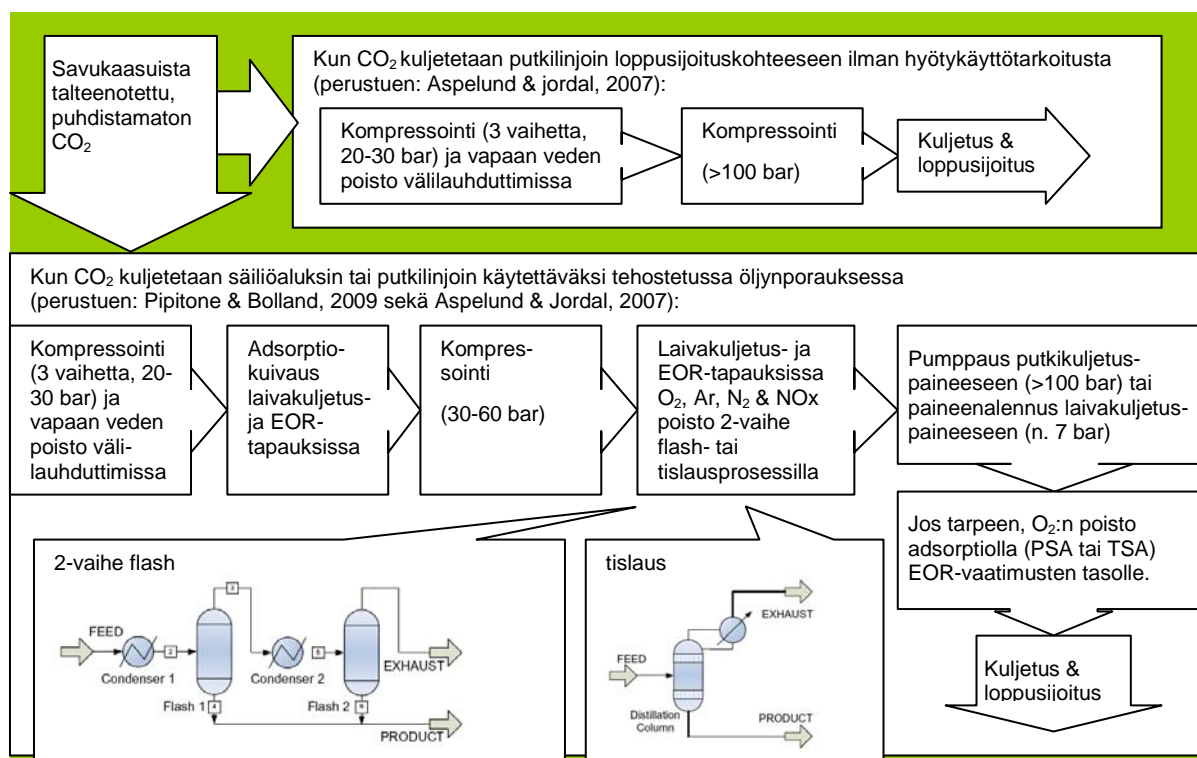 Savukaasuista
talteenotettu,
puhdistamaton
CO₂
Kun CO₂ kuljetetaan putkilinjoin loppusijoituskohteeseen ilman hyötykäyttötarkoitusta
(perustuen: Aspelund & jordal, 2007):
Kompressointi (3 vaihetta,
20-30 bar) ja vapaan veden
poisto välilauhduttimissa
Kompressointi
(>100 bar)
Kuljetus &
loppusijoitus
Kun CO₂ kuljetetaan säiliöaluksin tai putkilinjoin käytettäväksi tehostetussa öljynporauksessa
(perustuen: Pipitone & Bolland, 2009 sekä Aspelund & Jordal, 2007):
Kompressointi
(3 vaihetta, 20-
30 bar) ja
vapaan veden
poisto väli-
lauhduttimissa
Adsorptio-
kuivaus
laivakuljetus-
ja EOR-
tapauksissa
Kompres-
sointi
(30-60 bar)
Laivakuljetus- ja
EOR-tapauksissa
O₂, Ar, N₂ & NOx
poisto 2-vaihe
flash- tai
tislausprosessilla
Pumppaus putkikuljetus-
paineeseen (>100 bar) tai
paineenalennus laivakuljetus-
paineeseen (n. 7 bar)
Jos tarpeen, O₂:n poisto
adsorptiolla (PSA tai TSA)
EOR-vaatimusten tasolle.
Kuljetus &
loppusijoitus
2-vaihe flash
FEED
2
Condenser 1
3
Flash 1
4
Condenser 2
5
Flash 2
6
EXHAUST
PRODUCT
tislaus
FEED
EXHAUST
Distillation
Column
PRODUCT